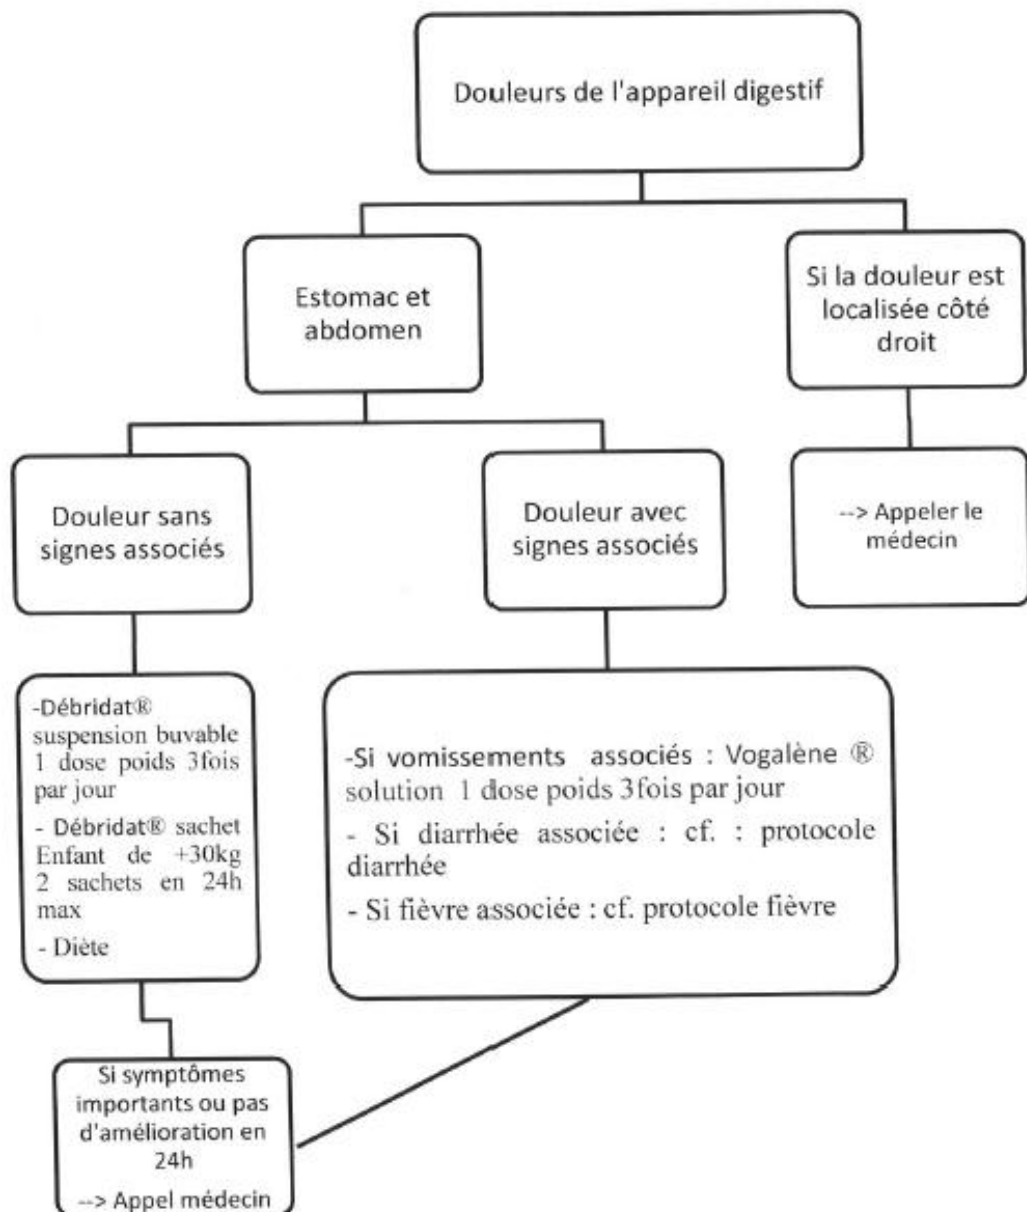 Douleurs de l'appareil digestif
Estomac et
abdomen
Si la douleur est
localisée côté
droit
Douleur sans
signes associés
Douleur avec
signes associés
--> Appeler le
médecin
-Débridat®
suspension buvable
1 dose poids 3fois
par jour
- Débridat® sachet
Enfant de +30kg
2 sachets en 24h
max
- Diète
-Si vomissements associés : Vogalène ®
solution 1 dose poids 3fois par jour
- Si diarrhée associée : cf. : protocole
diarrhée
- Si fièvre associée : cf. protocole fièvre
Si symptômes
importants ou pas
d'amélioration en
24h
--> Appel médecin